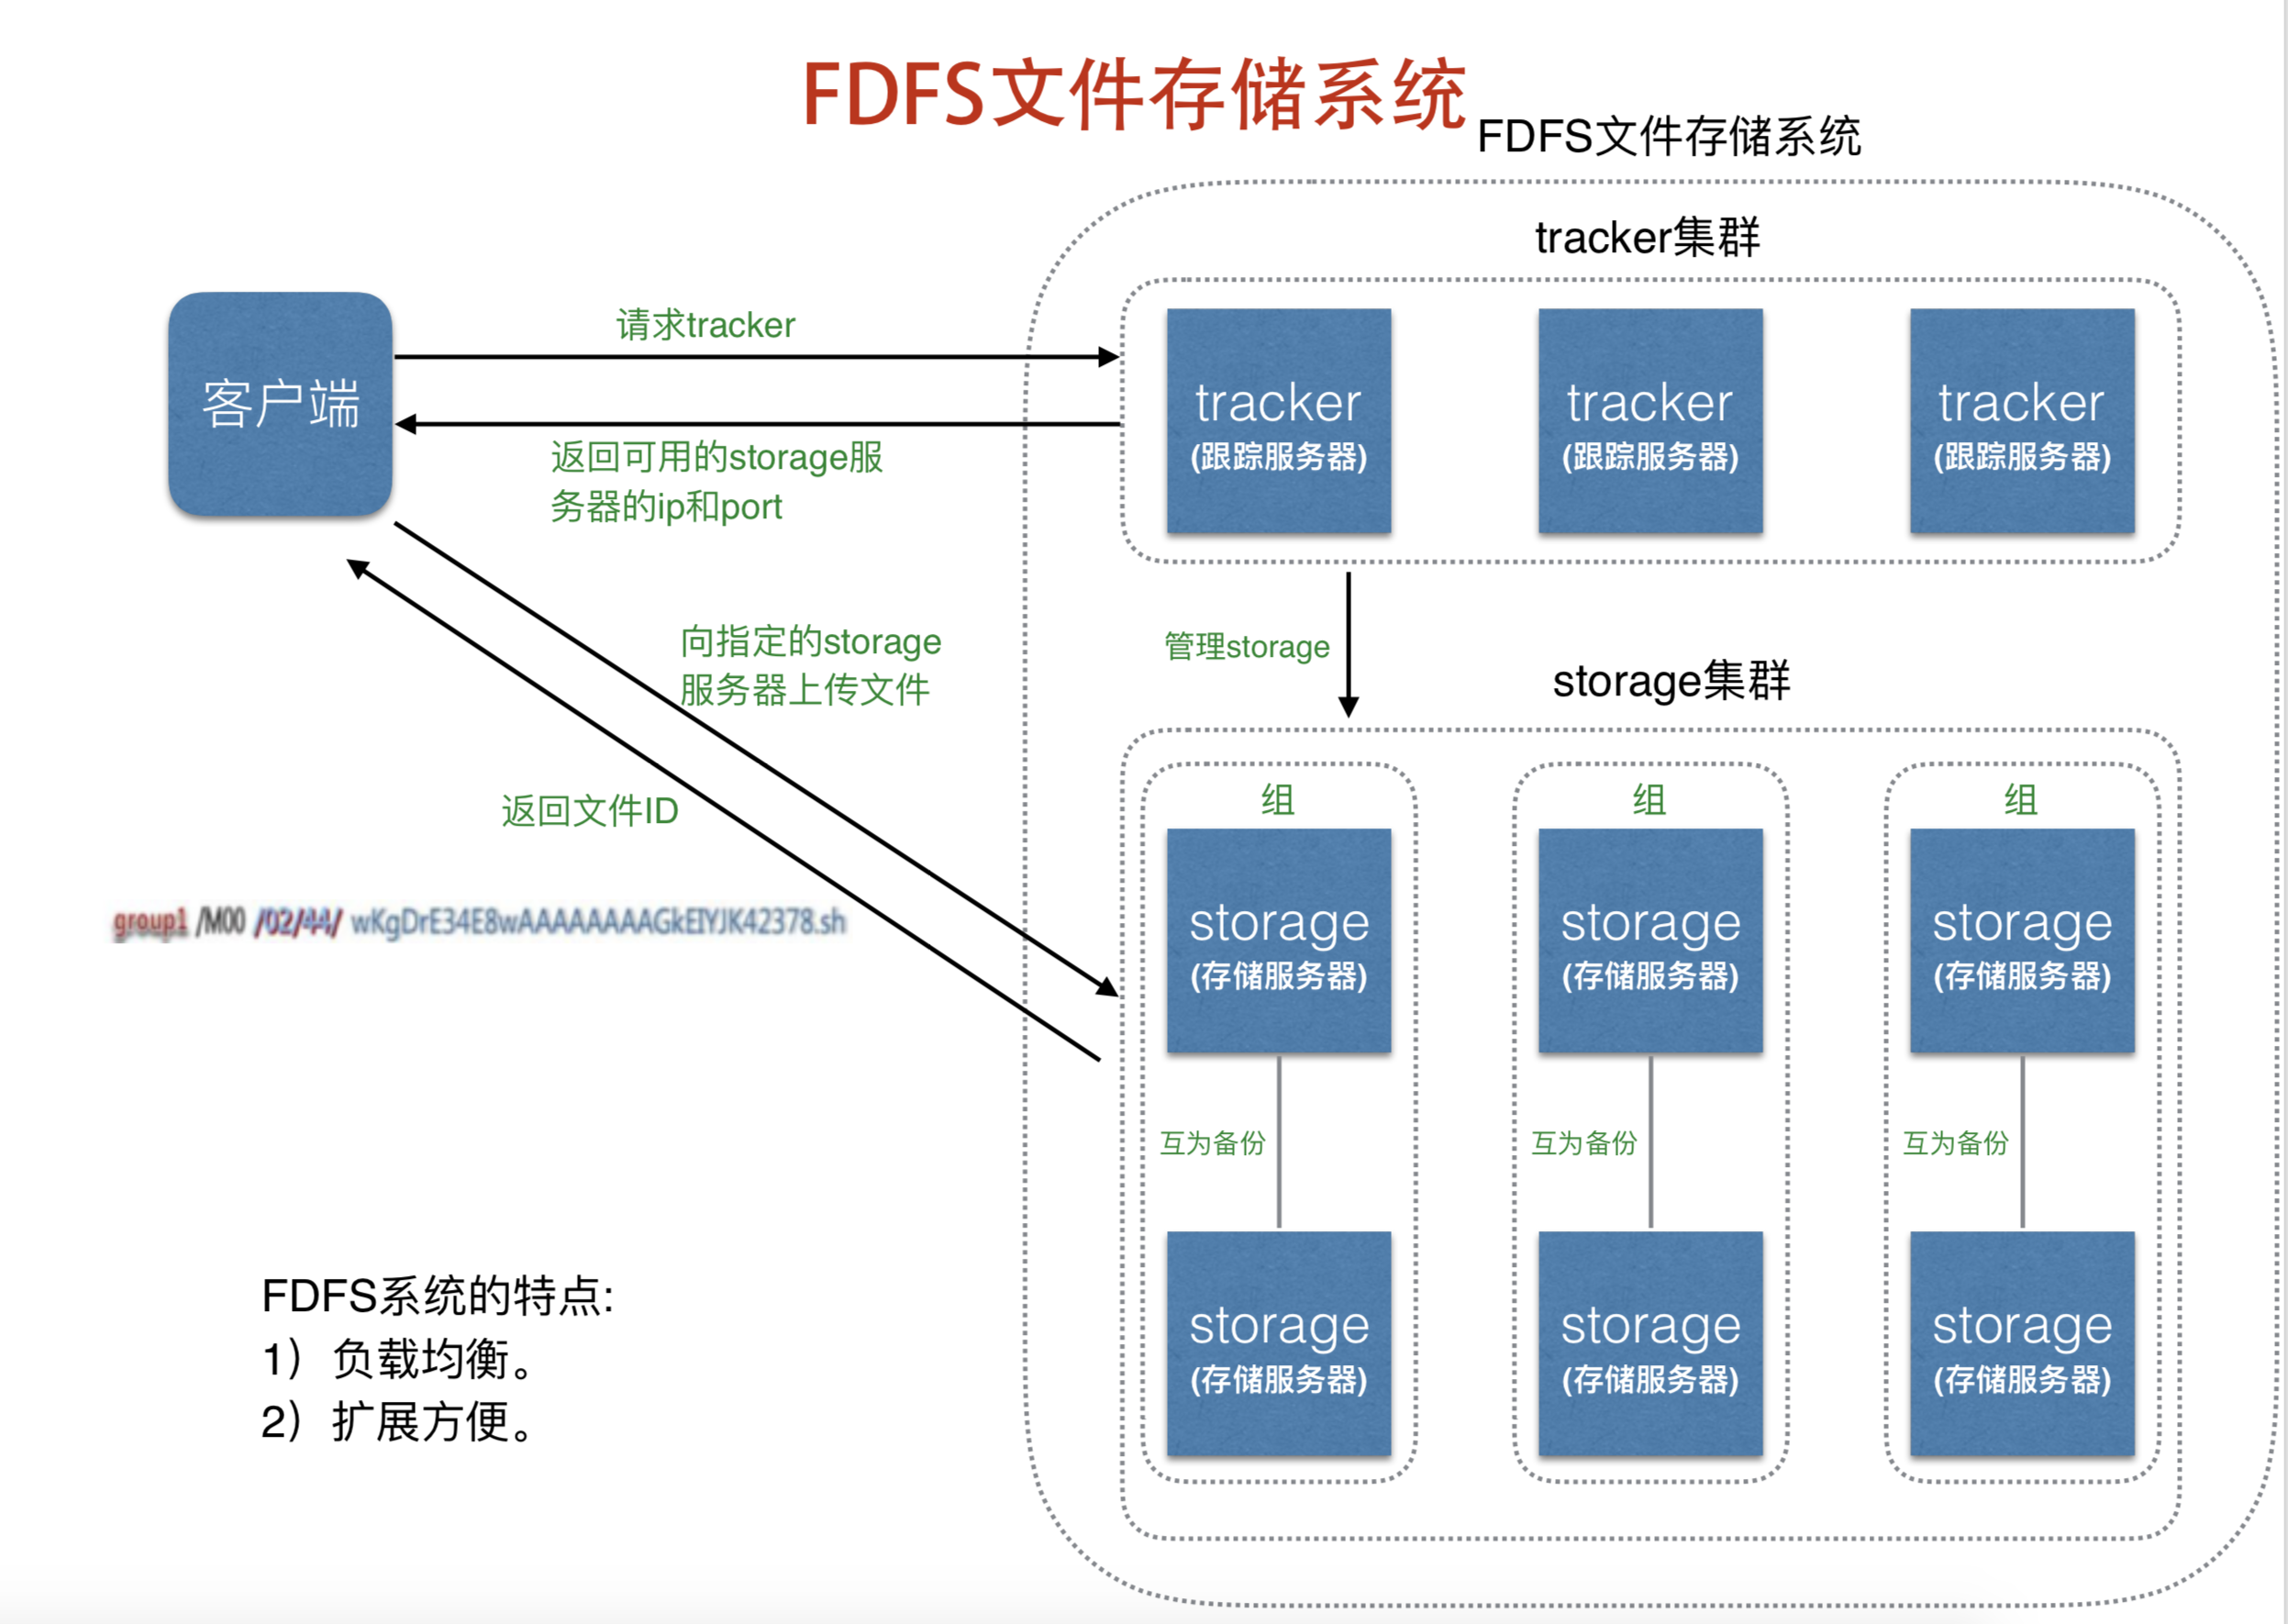 FDFS文件存储系统
FDFS文件存储系统
tracker集群
请求tracker
客户端
tracker
(跟踪服务器)
tracker
(跟踪服务器)
tracker
(跟踪服务器)
返回可用的storage服
务器的ip和port
向指定的storage
服务器上传文件
管理storage
storage集群
返回文件ID
组
组
组
group1 /M00 /02/44/ wKgDrE34E8wAAAAAAAAGkEIYJK42378.sh
storage
(存储服务器)
storage
(存储服务器)
storage
(存储服务器)
互为备份
互为备份
互为备份
storage
(存储服务器)
storage
(存储服务器)
storage
(存储服务器)
FDFS系统的特点:
1）负载均衡。
2）扩展方便。